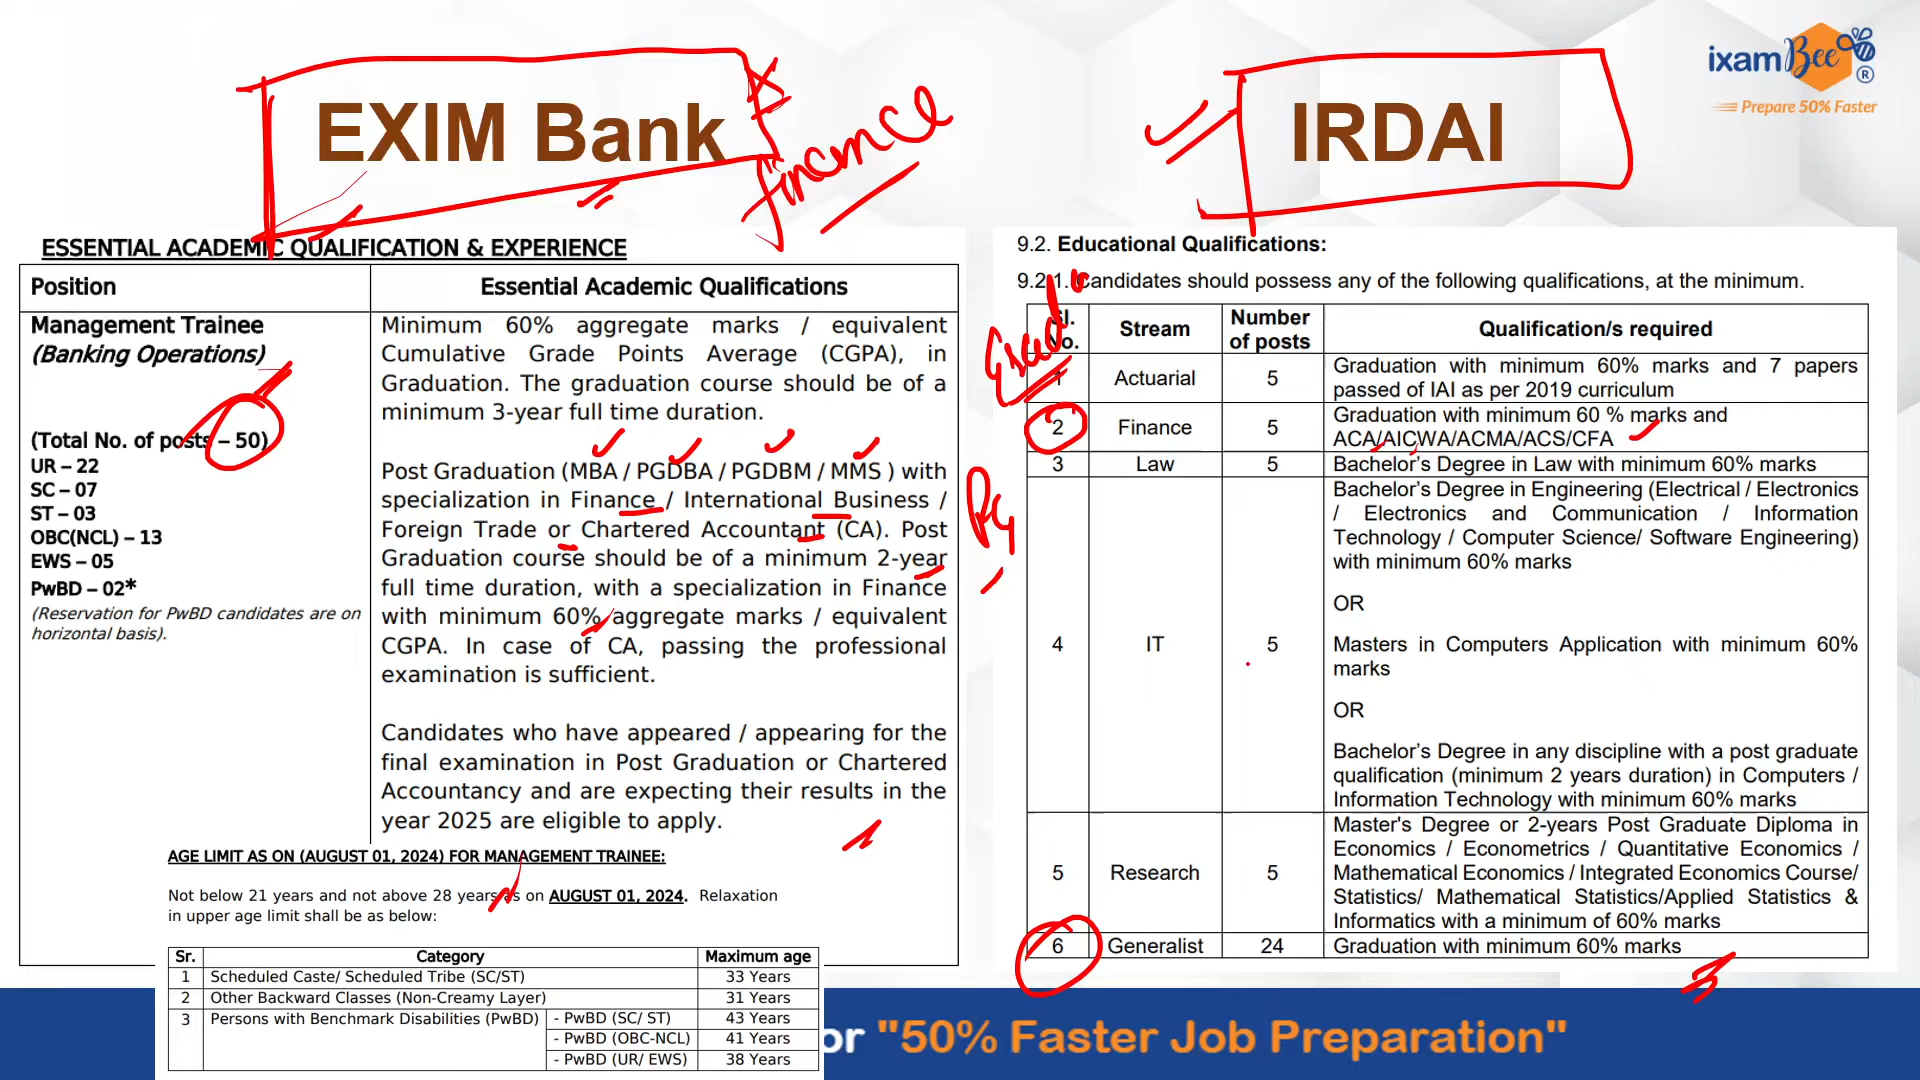 EXIM Bank
Finance
IRDAI
ixamBee
®
Prepare 50% Faster
ESSENTIAL ACADEMIC QUALIFICATION & EXPERIENCE
Position
Essential Academic Qualifications
Management Trainee
(Banking Operations)
(Total No. of posts – 50)
UR – 22
SC – 07
ST – 03
OBC(NCL) – 13
EWS – 05
PwBD – 02*
(Reservation for PwBD candidates are on
horizontal basis).
Minimum 60% aggregate marks / equivalent
Cumulative Grade Points Average (CGPA), in
Graduation. The graduation course should be of a
minimum 3-year full time duration.
Post Graduation (MBA / PGDBA / PGDBM / MMS ) with
specialization in Finance / International Business /
Foreign Trade or Chartered Accountant (CA). Post
Graduation course should be of a minimum 2-year
full time duration, with a specialization in Finance
with minimum 60% aggregate marks / equivalent
CGPA. In case of CA, passing the professional
examination is sufficient.
Candidates who have appeared / appearing for the
final examination in Post Graduation or Chartered
Accountancy and are expecting their results in the
year 2025 are eligible to apply.
AGE LIMIT AS ON (AUGUST 01, 2024) FOR MANAGEMENT TRAINEE:
Not below 21 years and not above 28 years as on AUGUST 01, 2024. Relaxation
in upper age limit shall be as below:
Sr. Category Maximum age
1 Scheduled Caste/ Scheduled Tribe (SC/ST) 33 Years
2 Other Backward Classes (Non-Creamy Layer) 31 Years
3 Persons with Benchmark Disabilities (PwBD) - PwBD (SC/ ST) 43 Years
- PwBD (OBC-NCL) 41 Years
- PwBD (UR/ EWS) 38 Years
9.2. Educational Qualifications:
9.2.1. Candidates should possess any of the following qualifications, at the minimum.
Grad
PG
Sl. No. Stream Number of posts Qualification/s required
1 Actuarial 5 Graduation with minimum 60% marks and 7 papers
passed of IAI as per 2019 curriculum
2 Finance 5 Graduation with minimum 60 % marks and
ACA/AICWA/ACMA/ACS/CFA
3 Law 5 Bachelor's Degree in Law with minimum 60% marks
4 IT 5 Bachelor's Degree in Engineering (Electrical / Electronics
/ Electronics and Communication / Information
Technology / Computer Science/ Software Engineering)
with minimum 60% marks
OR
Masters in Computers Application with minimum 60%
marks
OR
Bachelor's Degree in any discipline with a post graduate
qualification (minimum 2 years duration) in Computers /
Information Technology with minimum 60% marks
5 Research 5 Master's Degree or 2-years Post Graduate Diploma in
Economics / Econometrics / Quantitative Economics /
Mathematical Economics / Integrated Economics Course/
Statistics/ Mathematical Statistics/Applied Statistics &
Informatics with a minimum of 60% marks
6 Generalist 24 Graduation with minimum 60% marks
or "50% Faster Job Preparation"